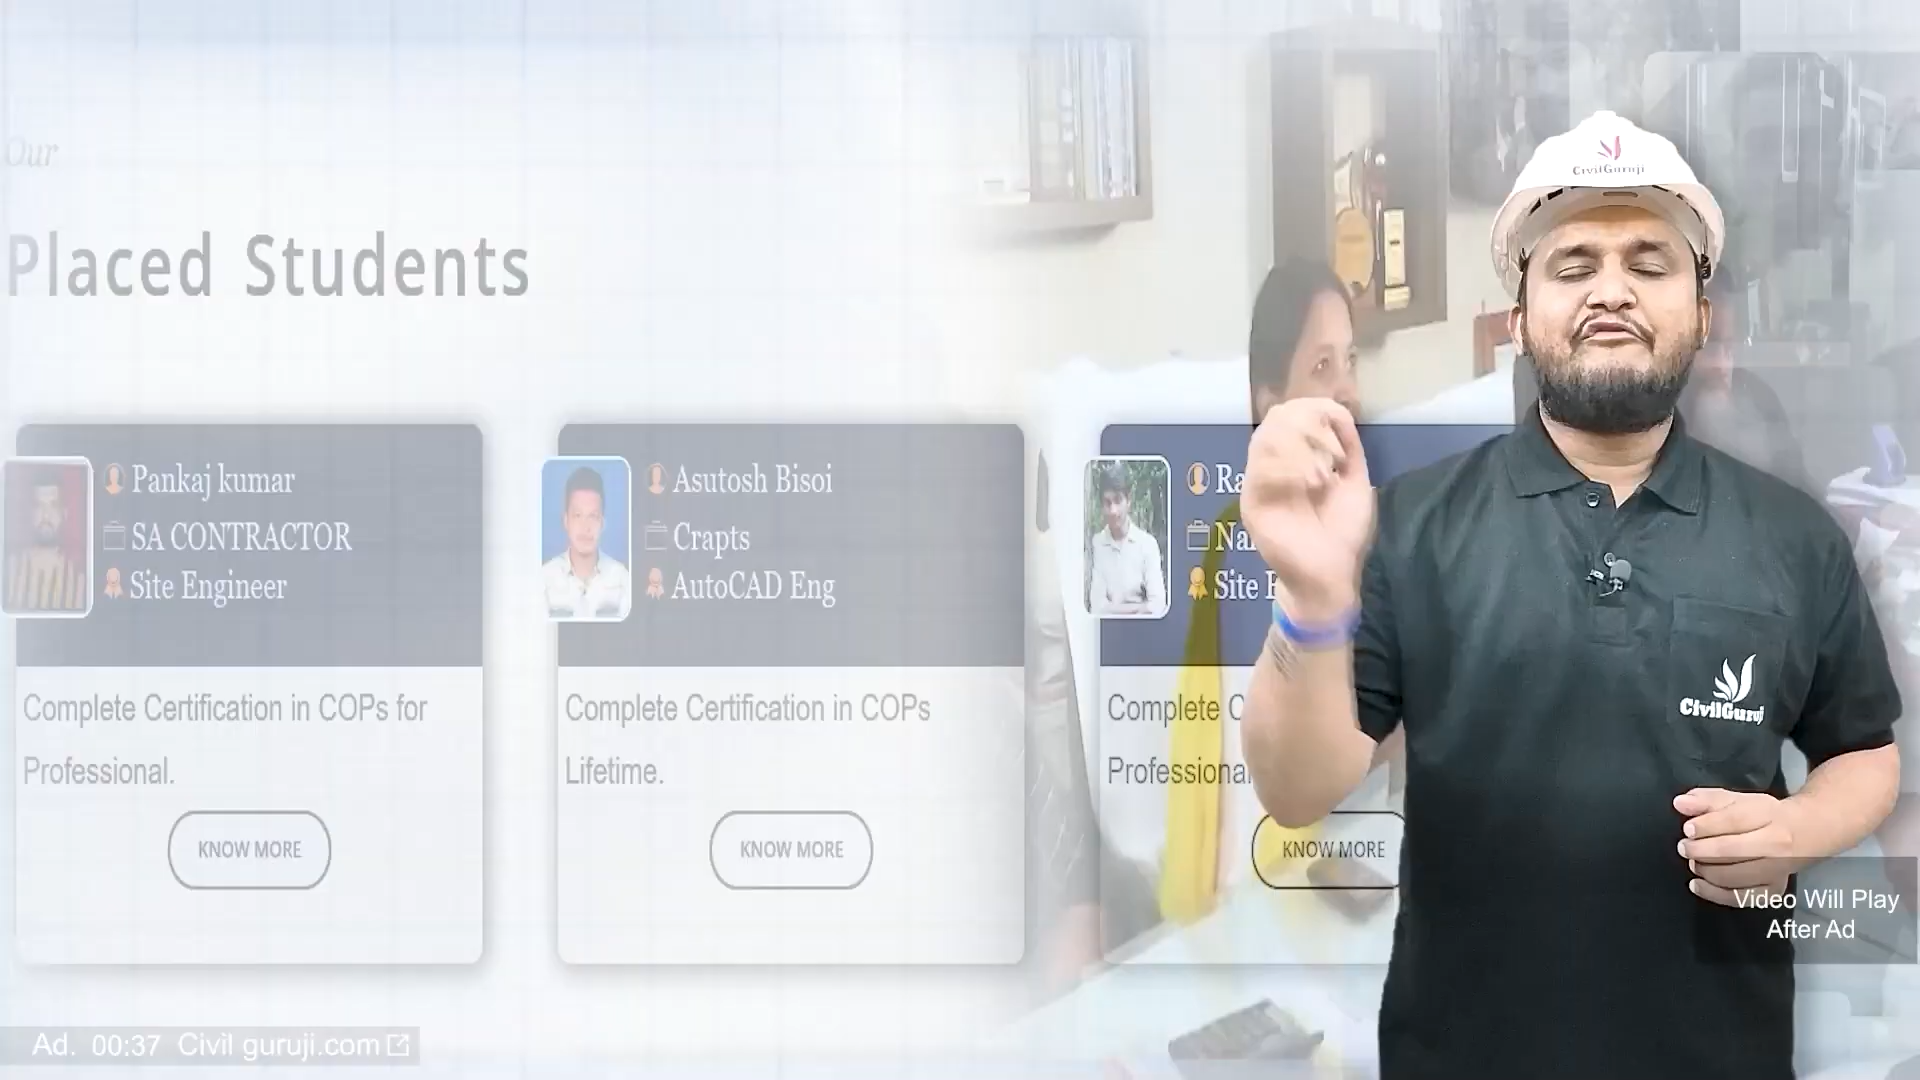 Our
Placed Students
Pankaj kumar
SA CONTRACTOR
Site Engineer
Complete Certification in COPs for
Professional.
KNOW MORE
Asutosh Bisoi
Crapts
AutoCAD Eng
Complete Certification in COPs
Lifetime.
KNOW MORE
Site
Complete
KNOW MORE
CivilGuruji
CivilGuruji
Video Will Play
After Ad
Ad. 00:37 Civil guruji.com